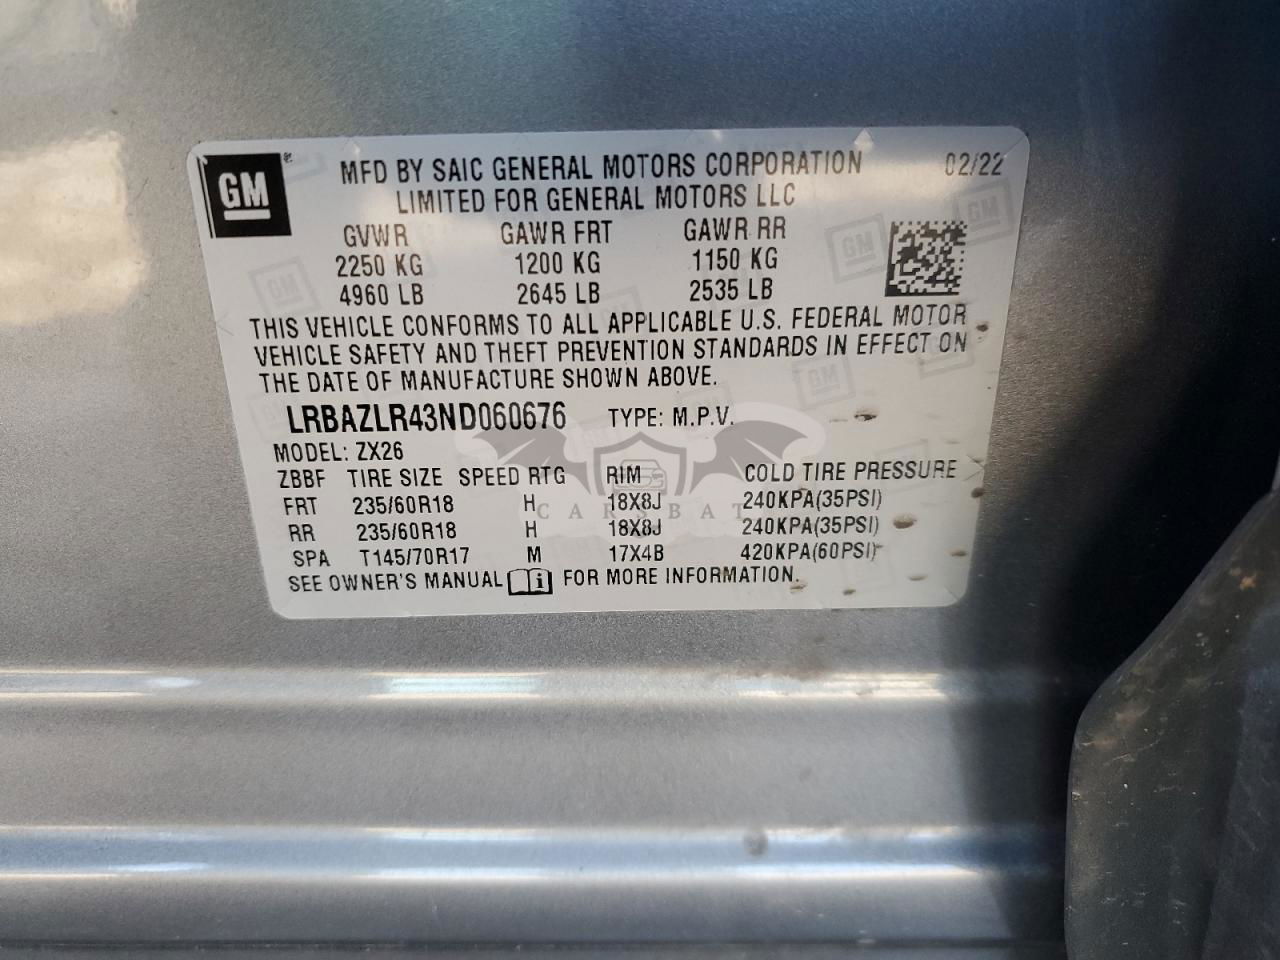 GM
MFD BY SAIC GENERAL MOTORS CORPORATION 02/22
LIMITED FOR GENERAL MOTORS LLC
GVWR GAWR FRT GAWR RR
2250 KG 1200 KG 1150 KG
4960 LB 2645 LB 2535 LB
THIS VEHICLE CONFORMS TO ALL APPLICABLE U.S. FEDERAL MOTOR
VEHICLE SAFETY AND THEFT PREVENTION STANDARDS IN EFFECT ON
THE DATE OF MANUFACTURE SHOWN ABOVE.
LRBAZLR43ND060676 TYPE: M.P.V.
MODEL: ZX26
ZBBF TIRE SIZE SPEED RTG RIM COLD TIRE PRESSURE
FRT 235/60R18 H 18X8J 240KPA(35PSI)
CARSBAT
RR 235/60R18 H 18X8J 240KPA(35PSI)
SPA T145/70R17 M 17X4B 420KPA(60PSI)
SEE OWNER'S MANUAL FOR MORE INFORMATION.